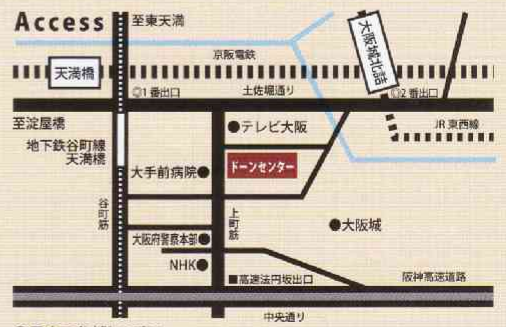 Access
至東天満
大阪城北詰
京阪電鉄
天満橋
◎1番出口
土佐堀通り
◎2番出口
至淀屋橋
●テレビ大阪
JR東西線
地下鉄谷町線
天満橋
大手前病院●
ドーンセンター
谷町筋
上町筋
●大阪城
大阪府警察本部●
NHK●
■高速法円坂出口
阪神高速道路
中央通り